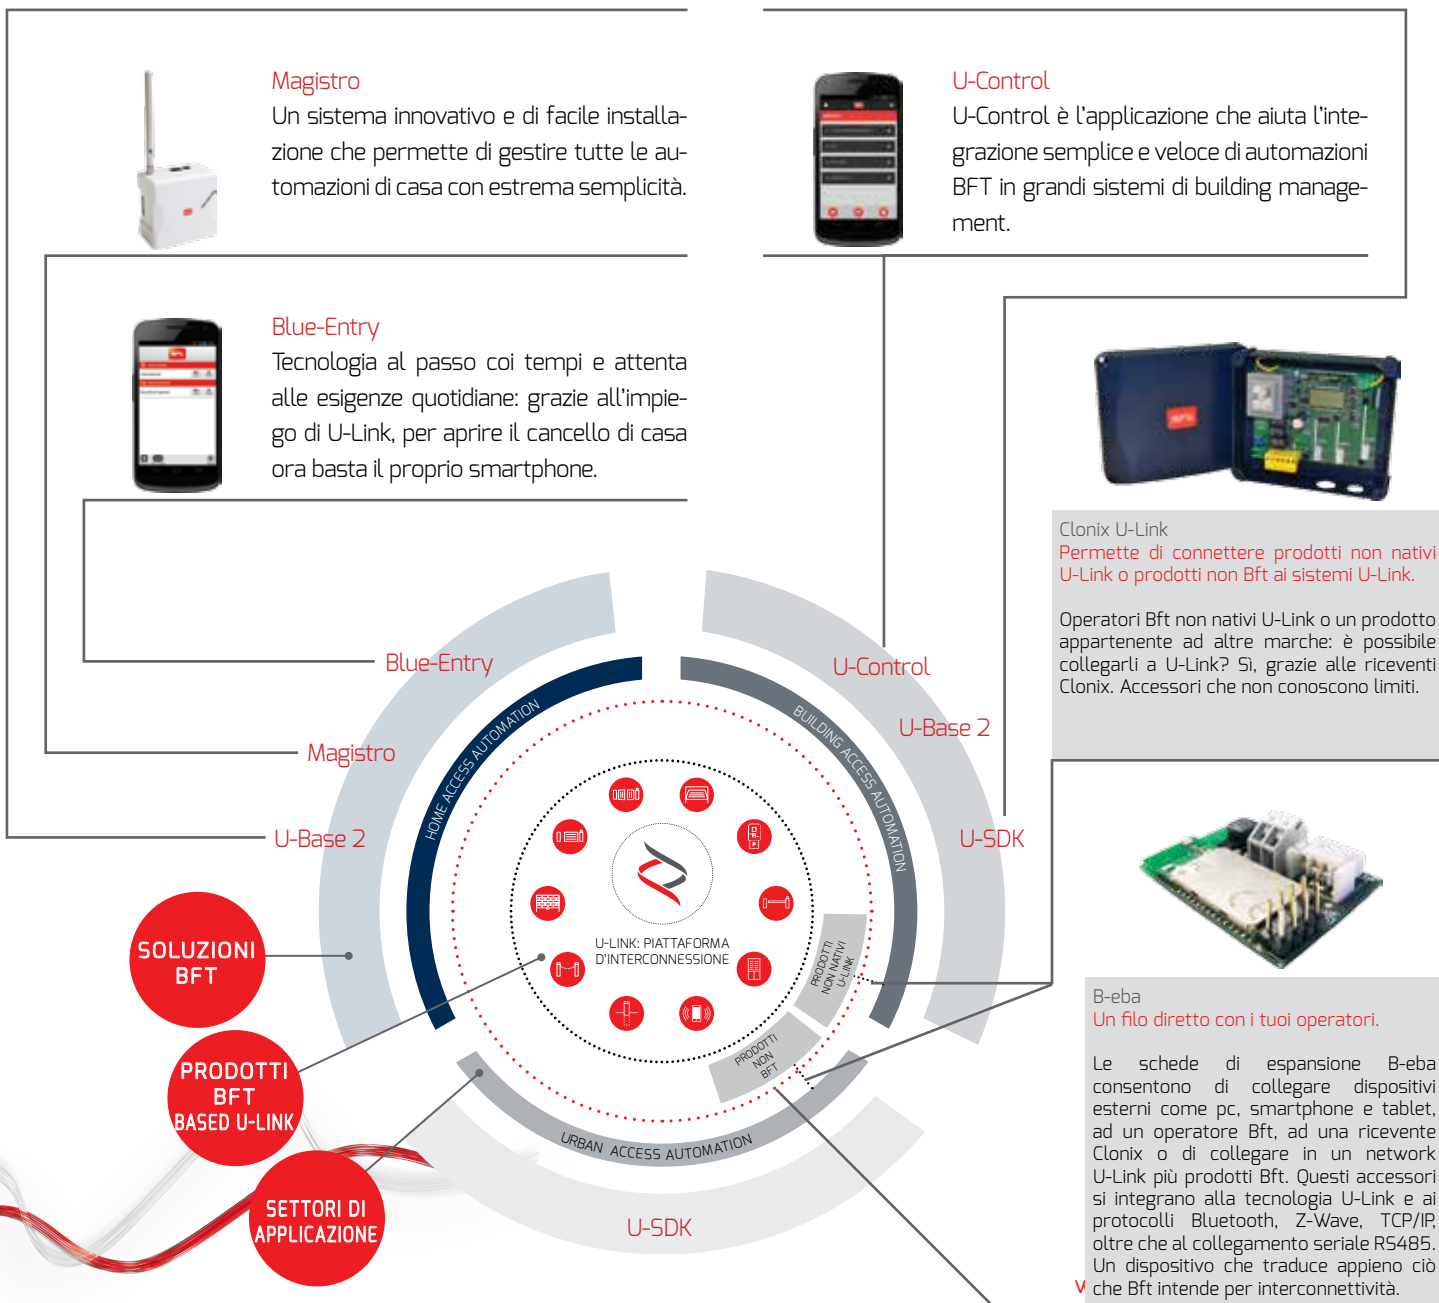 Magistro
Un sistema innovativo e di facile installa-
zione che permette di gestire tutte le au-
tomazioni di casa con estrema semplicità.
U-Control
U-Control è l'applicazione che aiuta l'inte-
grazione semplice e veloce di automazioni
BFT in grandi sistemi di building manage-
ment.
Blue-Entry
Tecnologia al passo coi tempi e attenta
alle esigenze quotidiane: grazie all'impie-
go di U-Link, per aprire il cancello di casa
ora basta il proprio smartphone.
Clonix U-Link
Permette di connettere prodotti non nativi
U-Link o prodotti non Bft ai sistemi U-Link.
Operatori Bft non nativi U-Link o un prodotto
appartenente ad altre marche: è possibile
collegarli a U-Link? Sì, grazie alle riceventi
Clonix. Accessori che non conoscono limiti.
Blue-Entry
Magistro
U-Base 2
U-Control
U-Base 2
U-SDK
HOME ACCESS AUTOMATION
BUILDING ACCESS AUTOMATION
U-LINK: PIATTAFORMA
D'INTERCONNESSIONE
PRODOTTI
NON NATIVI
U-LINK
PRODOTTI
NON
BFT
URBAN ACCESS AUTOMATION
U-SDK
SOLUZIONI
BFT
PRODOTTI
BFT
BASED U-LINK
SETTORI DI
APPLICAZIONE
B-eba
Un filo diretto con i tuoi operatori.
Le schede di espansione B-eba
consentono di collegare dispositivi
esterni come pc, smartphone e tablet,
ad un operatore Bft, ad una ricevente
Clonix o di collegare in un network
U-Link più prodotti Bft. Questi accessori
si integrano alla tecnologia U-Link e ai
protocolli Bluetooth, Z-Wave, TCP/IP,
oltre che al collegamento seriale RS485.
Un dispositivo che traduce appieno ciò
che Bft intende per interconnettività.